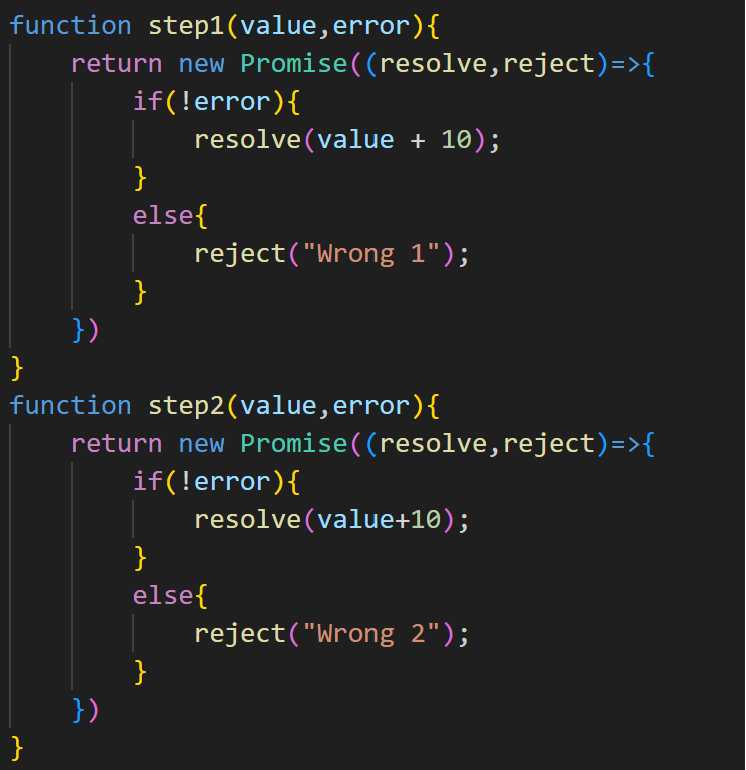 function step1(value,error){
    return new Promise((resolve,reject)=>{
        if(!error){
            resolve(value + 10);
        }
        else{
            reject("Wrong 1");
        }
    })
}
function step2(value,error){
    return new Promise((resolve,reject)=>{
        if(!error){
            resolve(value+10);
        }
        else{
            reject("Wrong 2");
        }
    })
}